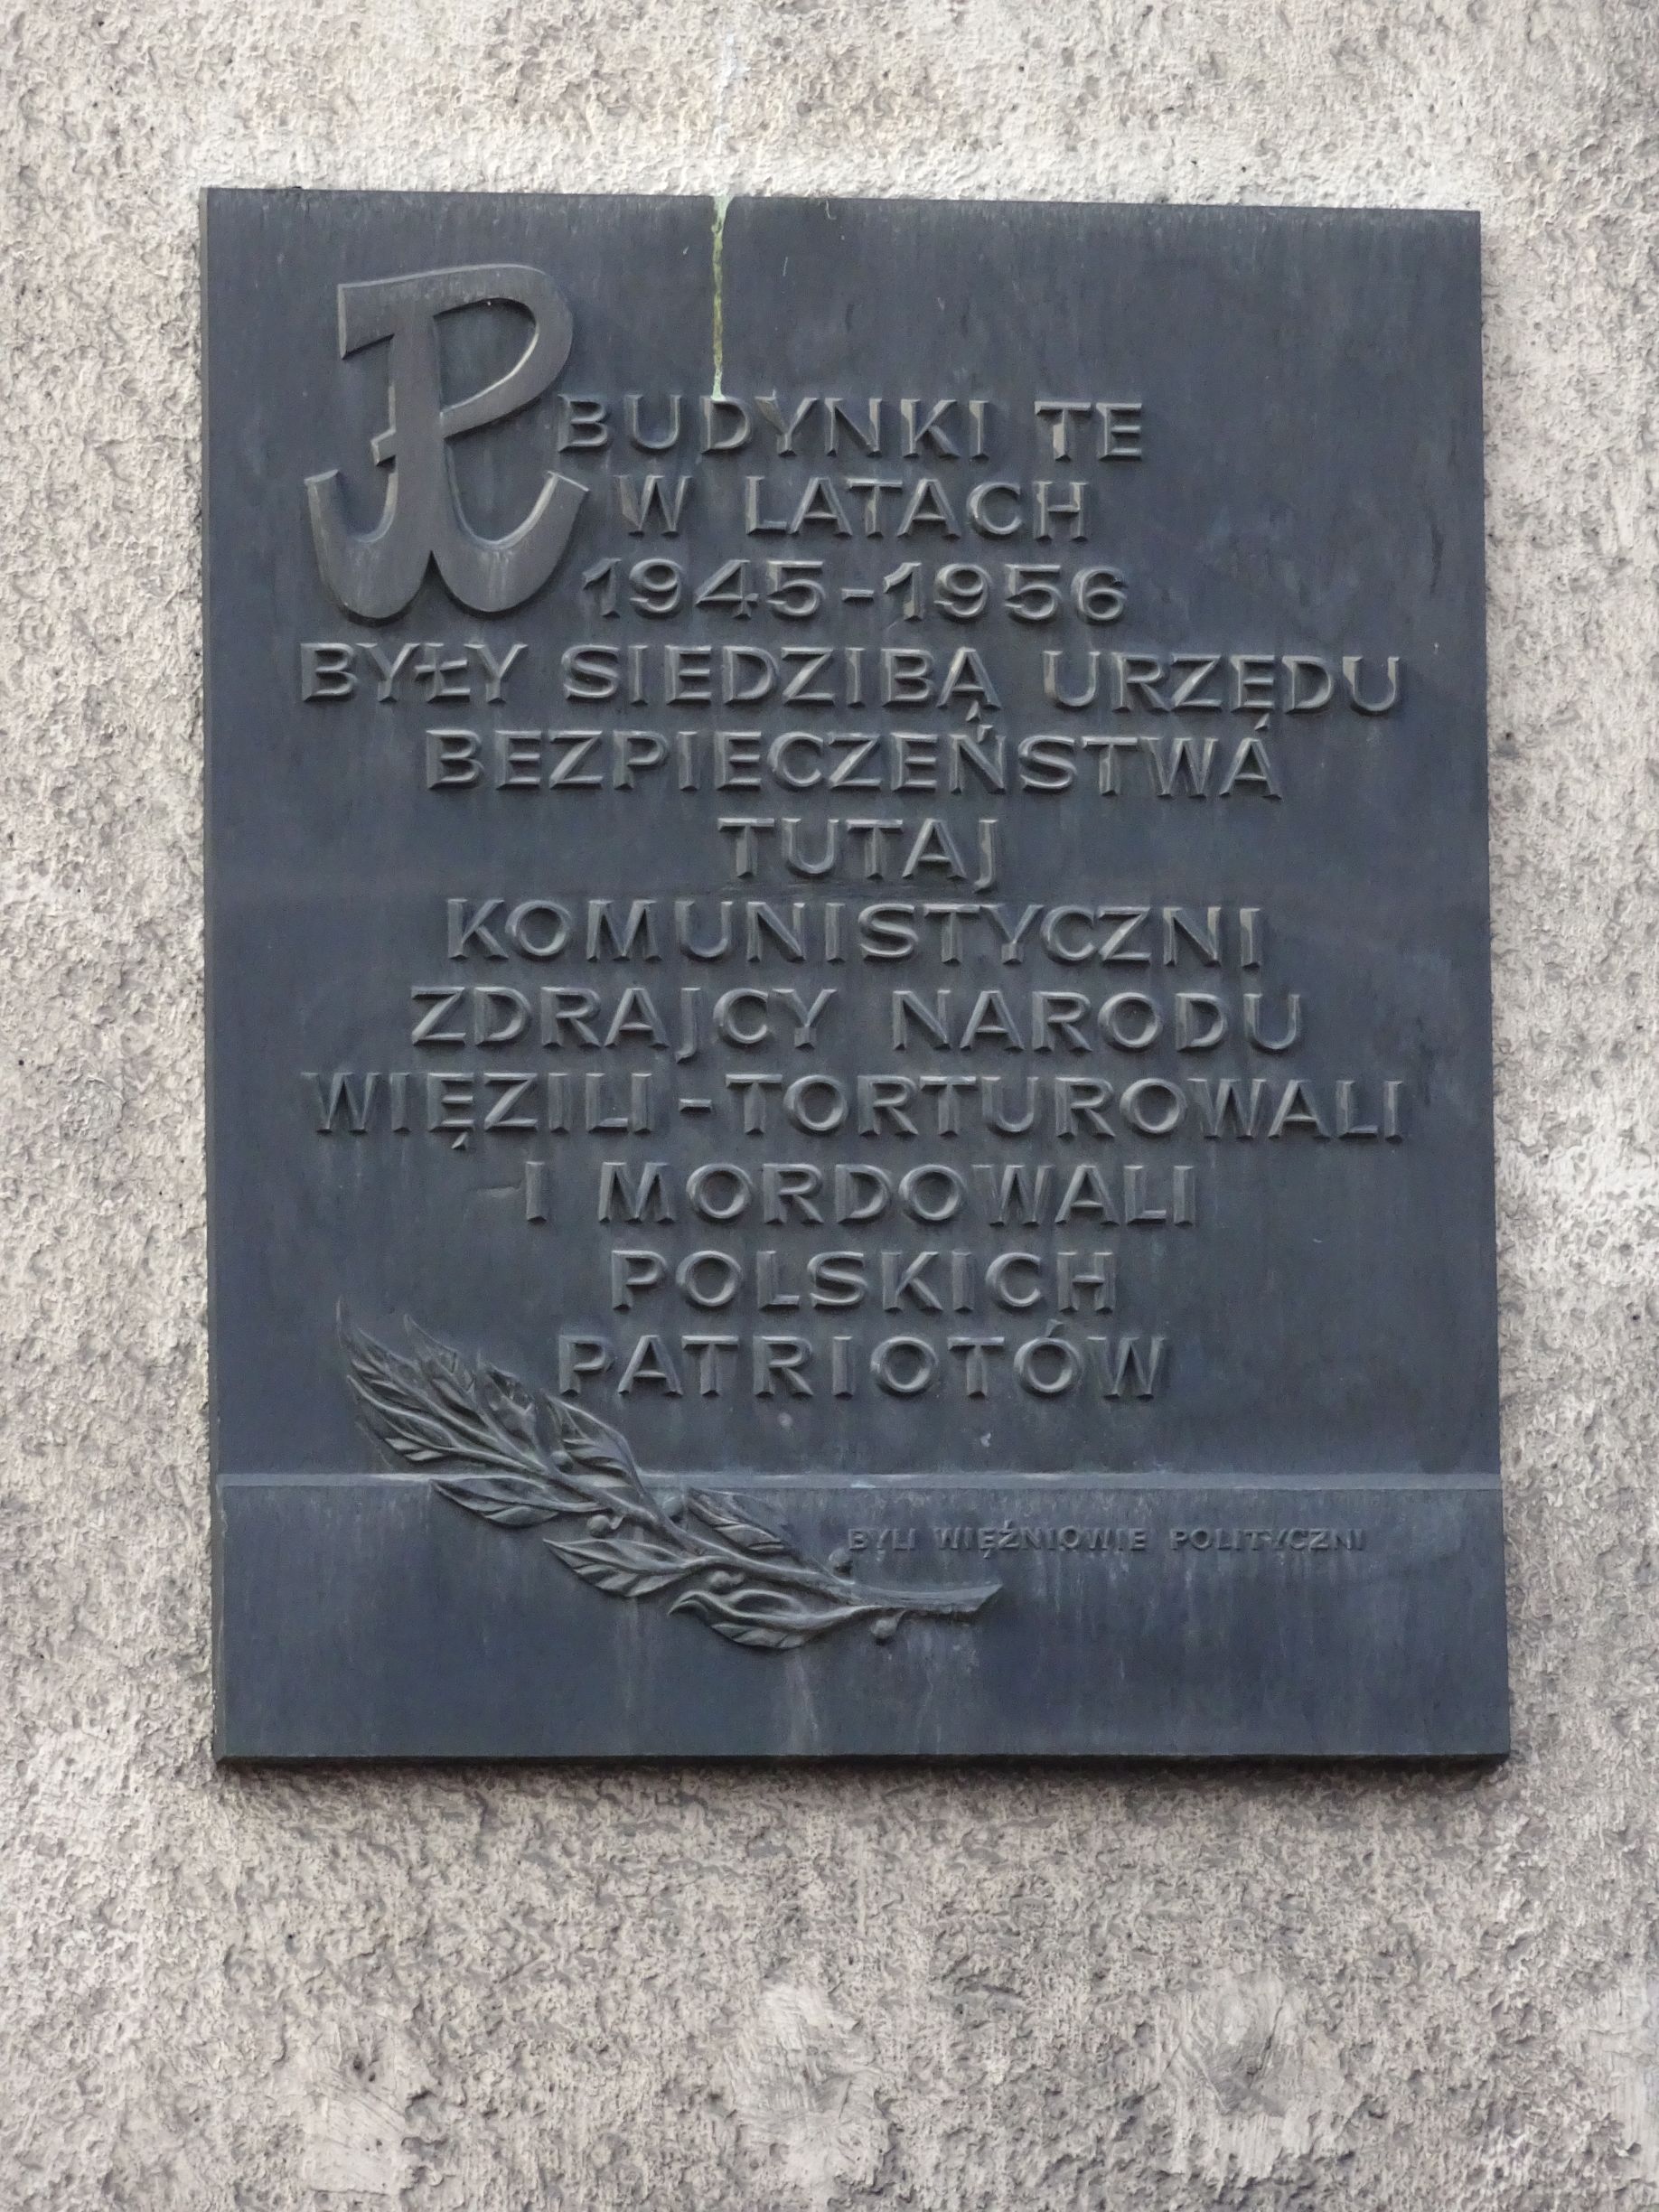 BUDYNKI TE
W LATACH
1945-1956
BYŁY SIEDZIBĄ URZĘDU
BEZPIECZEŃSTWA
TUTAJ
KOMUNISTYCZNI
ZDRAJCY NARODU
WIĘZILI-TORTUROWALI
I MORDOWALI
POLSKICH
PATRIOTÓW
BYLI WIĘŹNIOWIE POLITYCZNI